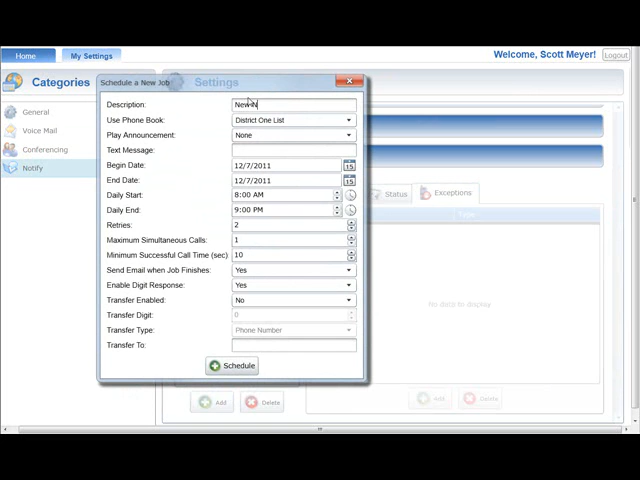 Home
My Settings
Welcome, Scott Meyer!
Logout
Categories
Settings
General
Voice Mail
Conferencing
Notify
Schedule a New Job
Description:
Use Phone Book: District One List
Play Announcement: None
Text Message:
Begin Date: 12/7/2011 15
End Date: 12/7/2011 15
Daily Start: 8:00 AM
Daily End: 9:00 PM
Retries: 2
Maximum Simultaneous Calls: 1
Minimum Successful Call Time (sec): 10
Send Email when Job Finishes: Yes
Enable Digit Response: Yes
Transfer Enabled: No
Transfer Digit: 0
Transfer Type: Phone Number
Transfer To:
Schedule
Status
Exceptions
Type
No data to display
Add
Delete
Add
Delete